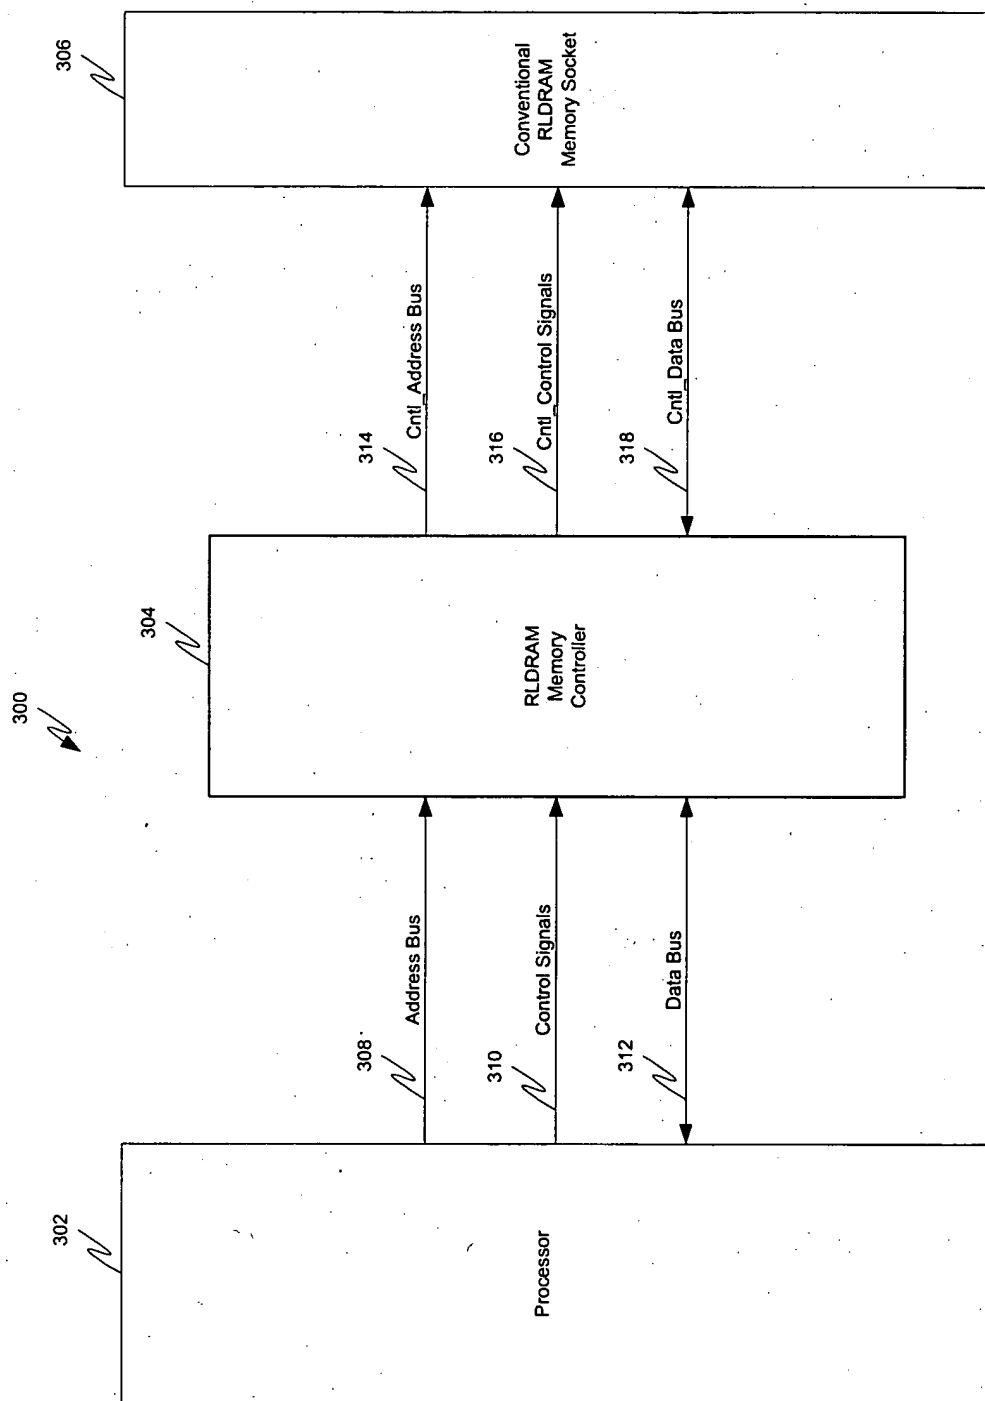 300
302
Processor
308
Address Bus
310
Control Signals
312
Data Bus
304
RLDRAM
Memory
Controller
314
Cntl_Address Bus
316
Cntl_Control Signals
318
Cntl_Data Bus
306
Conventional
RLDRAM
Memory Socket